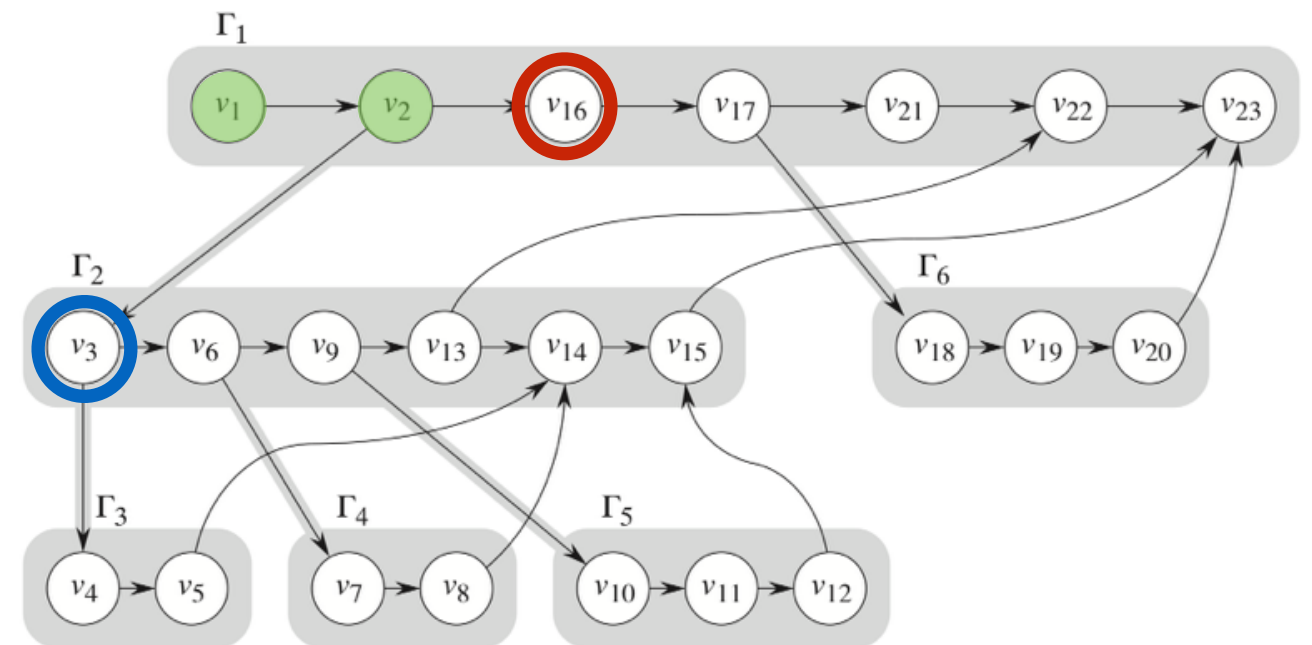 Γ₁
v₁ v₂ v₁₆ v₁₇ v₂₁ v₂₂ v₂₃
Γ₂ Γ₆
v₃ v₆ v₉ v₁₃ v₁₄ v₁₅ v₁₈ v₁₉ v₂₀
Γ₃ Γ₄ Γ₅
v₄ v₅ v₇ v₈ v₁₀ v₁₁ v₁₂